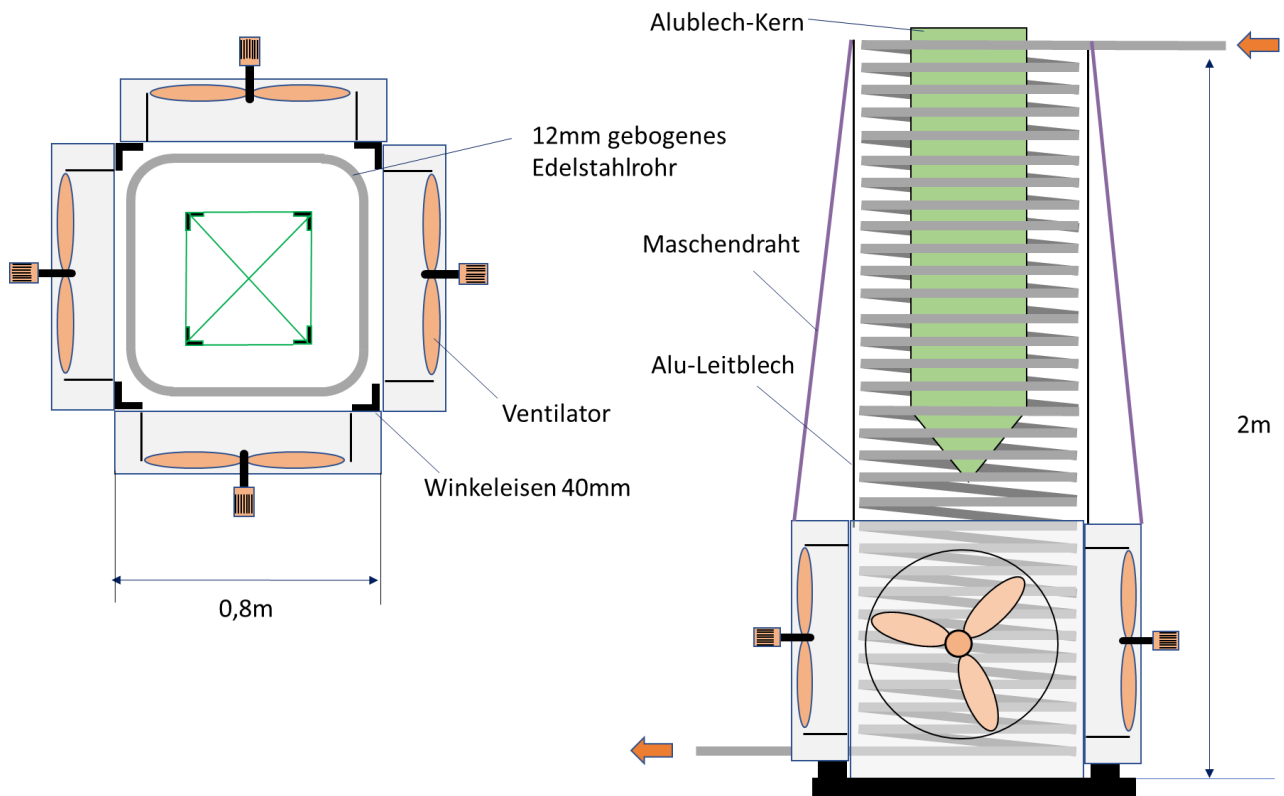 Alublech-Kern
12mm gebogenes
Edelstahlrohr
Maschendraht
Alu-Leitblech
Ventilator
2m
Winkeleisen 40mm
0,8m